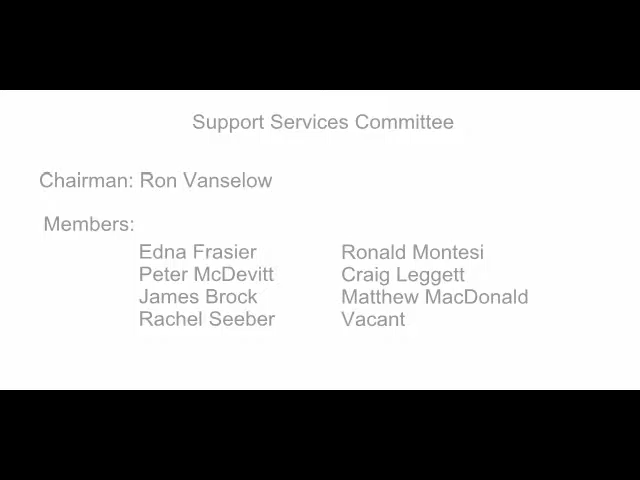 Support Services Committee
Chairman: Ron Vanselow
Members:
Edna Frasier
Peter McDevitt
James Brock
Rachel Seeber
Ronald Montesi
Craig Leggett
Matthew MacDonald
Vacant